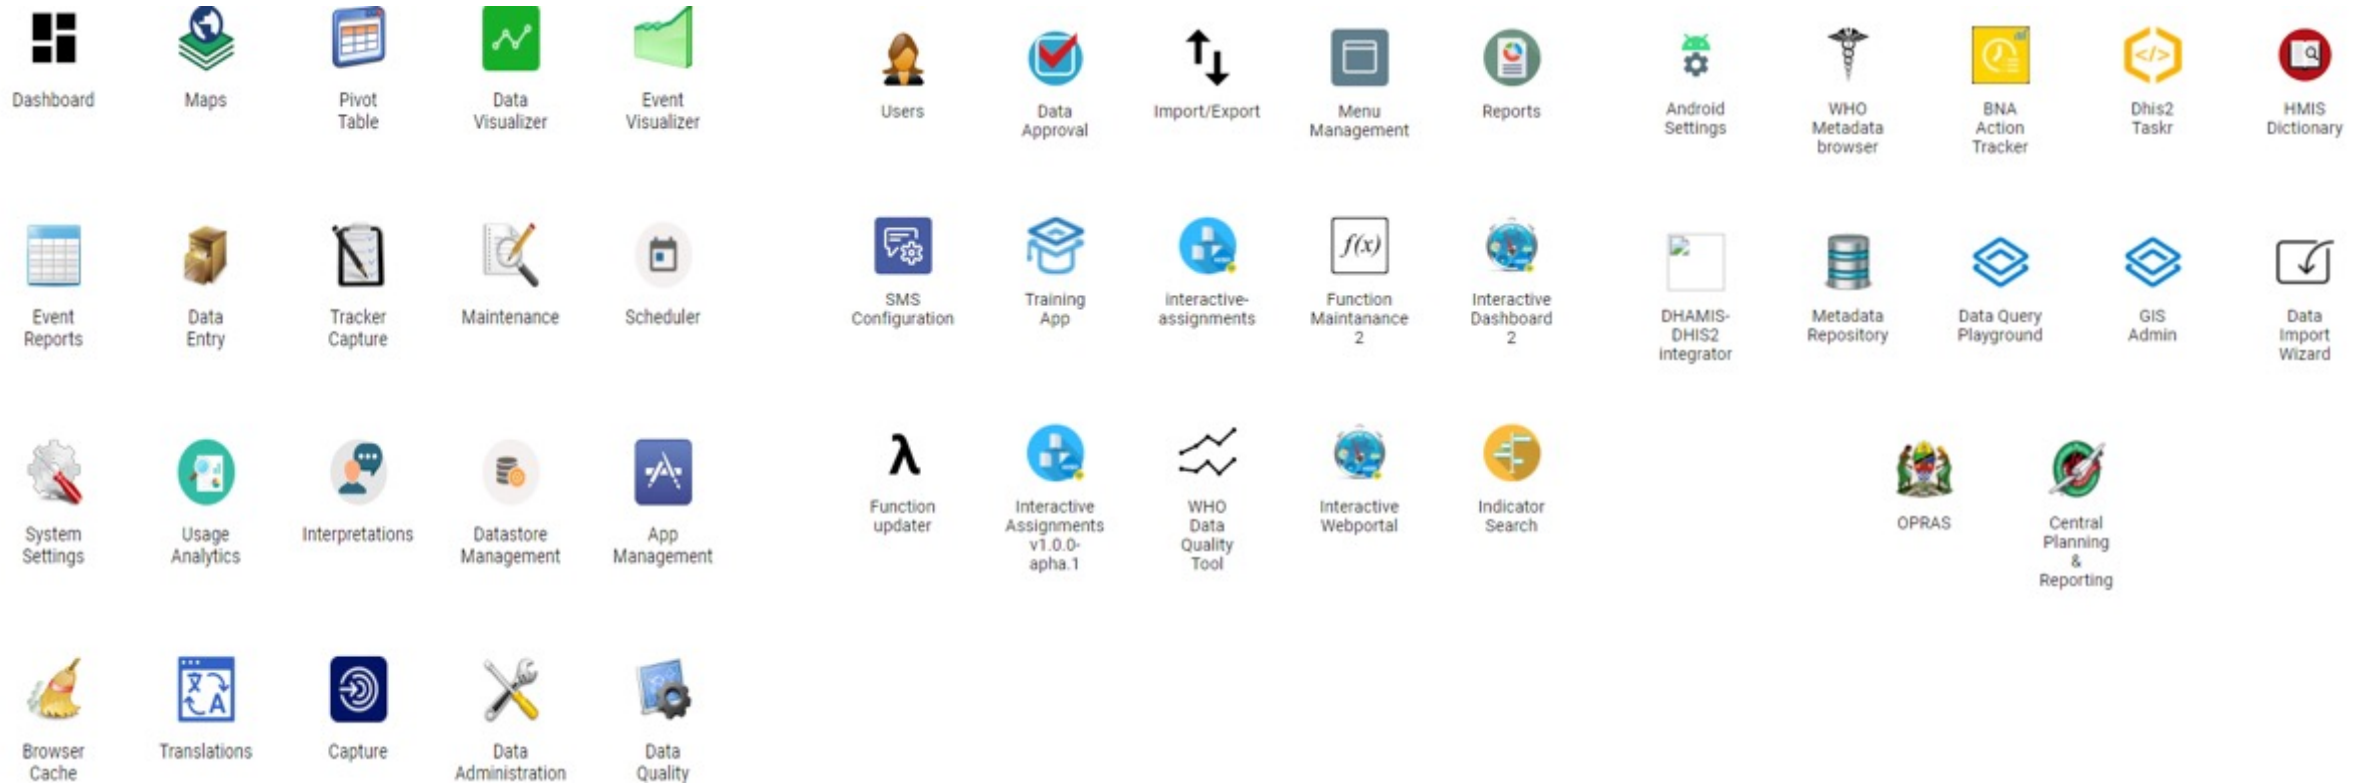 Dashboard
Maps
Pivot
Table
Data
Visualizer
Event
Visualizer
Event
Reports
Data
Entry
Tracker
Capture
Maintenance
Scheduler
System
Settings
Usage
Analytics
Interpretations
Datastore
Management
App
Management
Browser
Cache
Translations
Capture
Data
Administration
Data
Quality
Users
Data
Approval
Import/Export
Menu
Management
Reports
SMS
Configuration
Training
App
interactive-
assignments
f(x)
Function
Maintanance
2
Interactive
Dashboard
2
λ
Function
updater
Interactive
Assignments
v1.0.0-
apha.1
WHO
Data
Quality
Tool
Interactive
Webportal
Indicator
Search
Android
Settings
WHO
Metadata
browser
BNA
Action
Tracker
</>
Dhis2
Taskr
HMIS
Dictionary
DHAMIS-
DHIS2
integrator
Metadata
Repository
Data Query
Playground
GIS
Admin
Data
Import
Wizard
OPRAS
Central
Planning
&
Reporting